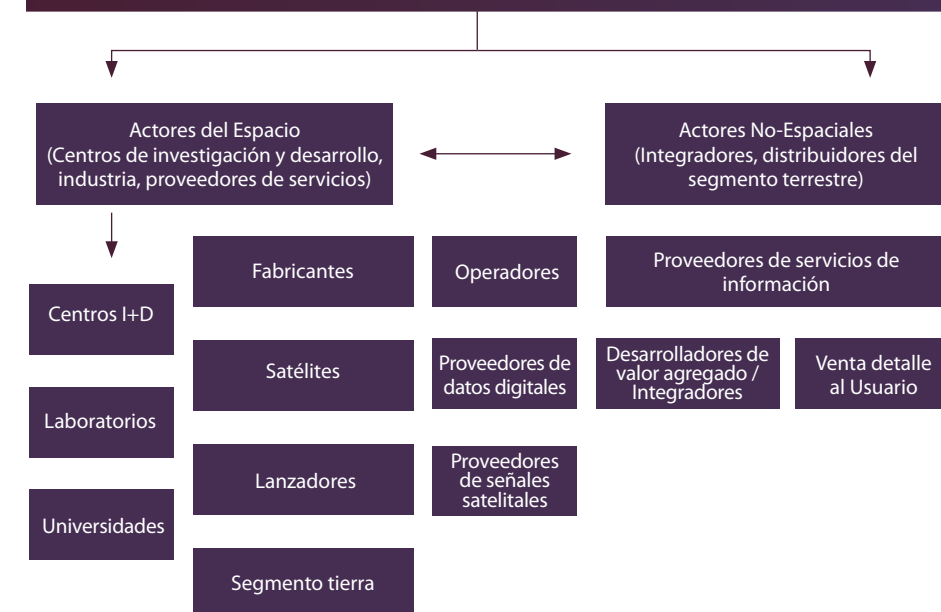 Actores del Espacio
(Centros de investigación y desarrollo,
industria, proveedores de servicios)
Actores No-Espaciales
(Integradores, distribuidores del
segmento terrestre)
Centros I+D
Laboratorios
Universidades
Fabricantes
Satélites
Lanzadores
Segmento tierra
Operadores
Proveedores de
datos digitales
Proveedores
de señales
satelitales
Proveedores de servicios de
información
Desarrolladores de
valor agregado /
Integradores
Venta detalle
al Usuario